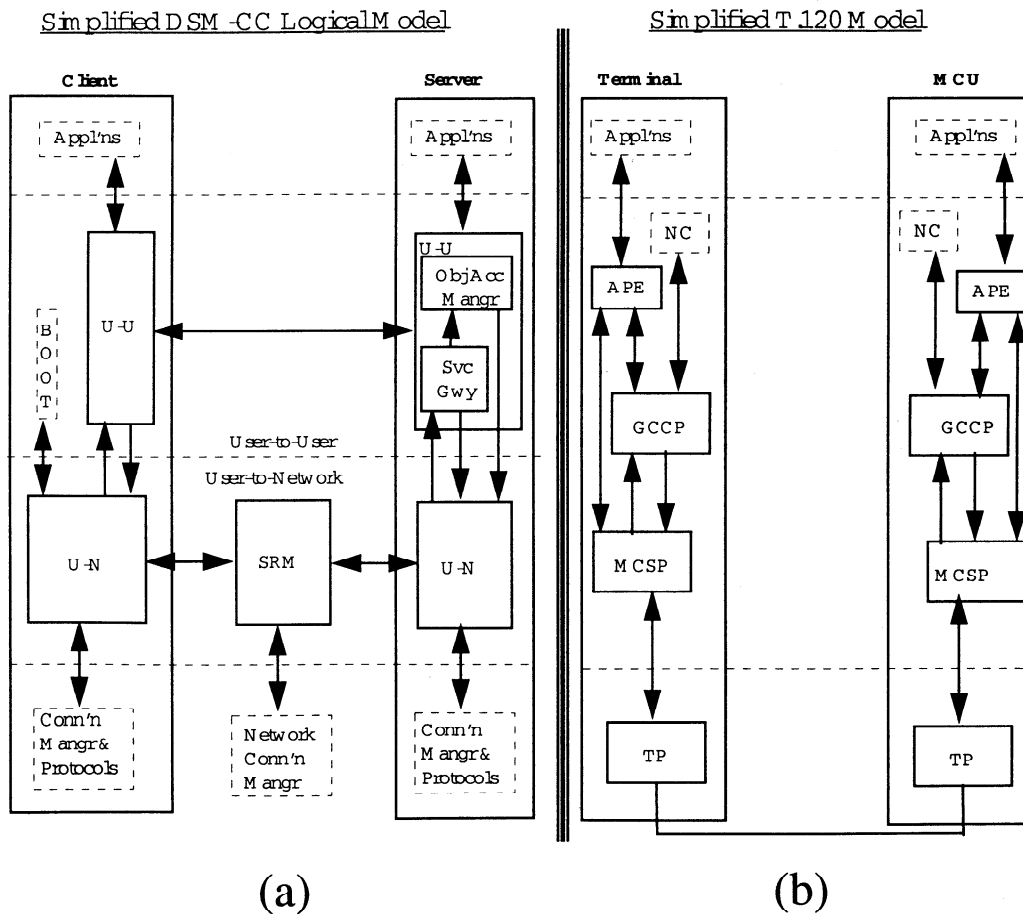 Simplified DSM-CC Logical Model
Simplified T.120 Model
Client
Server
Appl'ns
Appl'ns
U-U
ObjAcc
Mangr
BOOT
U-U
Svc
Gwy
User-to-User
User-to-Network
U-N
SRM
U-N
Conn'n
Mangr&
Protocols
Network
Conn'n
Mangr
Conn'n
Mangr&
Protocols
(a)
Terminal
MCU
Appl'ns
Appl'ns
NC
NC
APE
APE
GCCP
GCCP
MCSP
MCSP
TP
TP
(b)